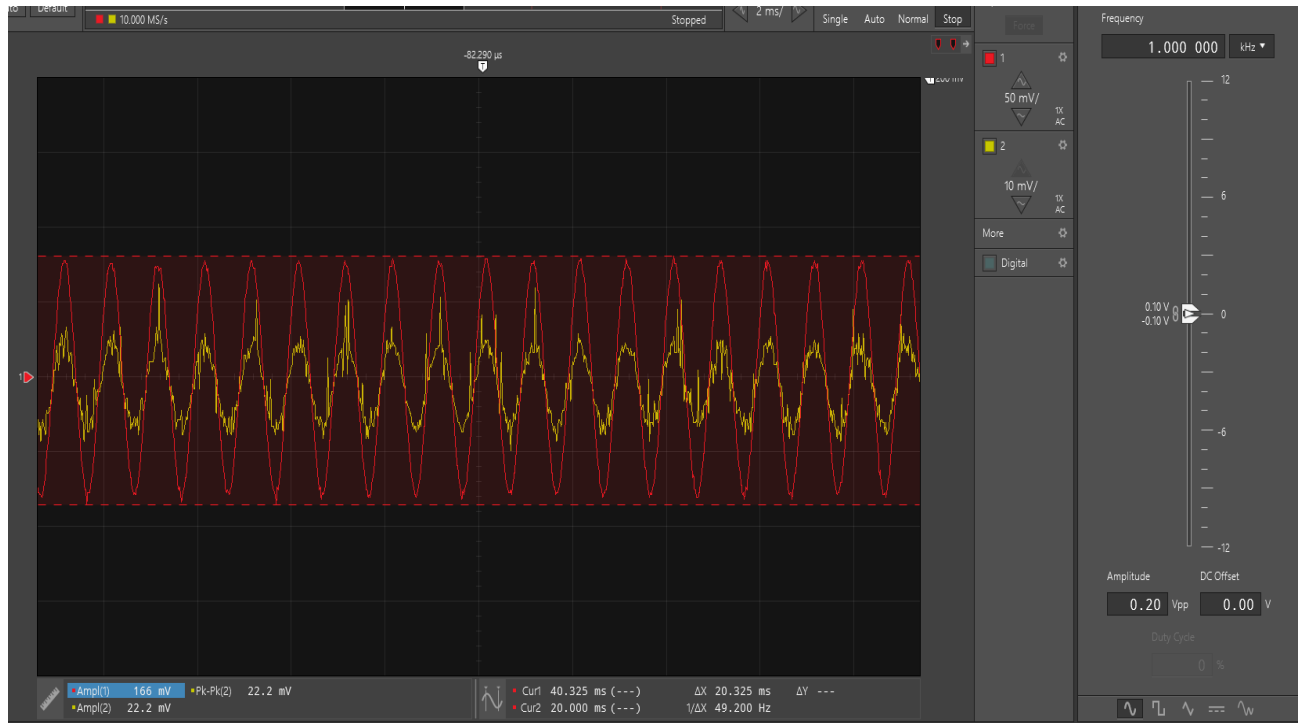 Default
10.000 MS/s
Stopped
2 ms/
Single Auto Normal Stop
Force
-82.290 µs
T
1
50 mV/
1X
AC
2
10 mV/
1X
AC
More
Digital
1
Frequency
1.000 000 kHz
12
6
0.10 V
-0.10 V
0
-6
-12
Amplitude DC Offset
0.20 Vpp 0.00 V
Duty Cycle
0 %
Ampl(1) 166 mV Pk-Pk(2) 22.2 mV
Ampl(2) 22.2 mV
Cur1 40.325 ms (---) ΔX 20.325 ms ΔY ---
Cur2 20.000 ms (---) 1/ΔX 49.200 Hz